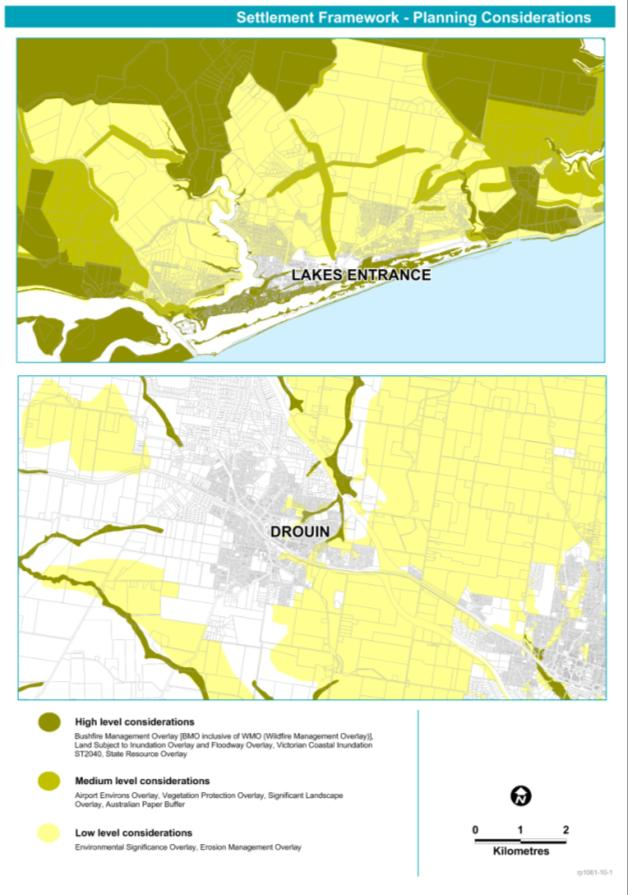 Settlement Framework - Planning Considerations
LAKES ENTRANCE
DROUIN
High level considerations
Bushfire Management Overlay [BMO inclusive of WMO (Wildfire Management Overlay)],
Land Subject to Inundation Overlay and Floodway Overlay, Victorian Coastal Inundation
ST2040, State Resource Overlay
Medium level considerations
Airport Environs Overlay, Vegetation Protection Overlay, Significant Landscape
Overlay, Australian Paper Buffer
Low level considerations
Environmental Significance Overlay, Erosion Management Overlay
N
0 1 2
Kilometres
rp1061-10-1